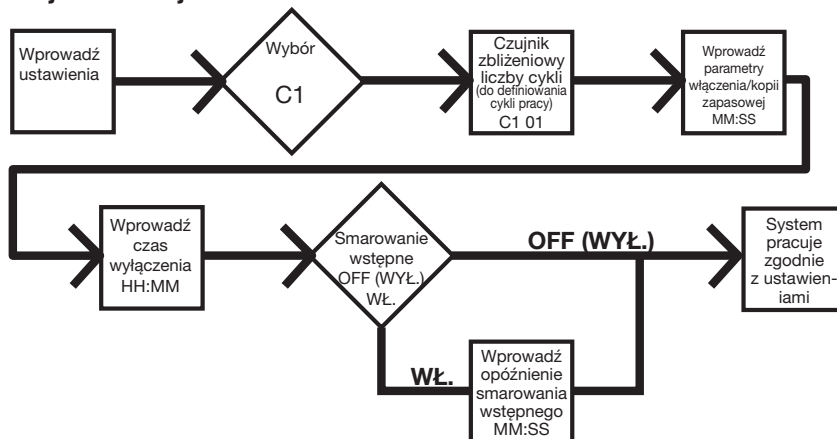 Wprowadź
ustawienia
Wybór
C1
Czujnik
zbliżeniowy
liczby cykli
(do definiowania
cykli pracy)
C1 01
Wprowadź
parametry
włączenia/kopii
zapasowej
MM:SS
Wprowadź
czas
wyłączenia
HH:MM
Smarowanie
wstępne
OFF (WYŁ.)
WŁ.
OFF (WYŁ.)
WŁ.
Wprowadź
opóźnienie
smarowania
wstępnego
MM:SS
System
pracuje
zgodnie
z ustawien-
iami